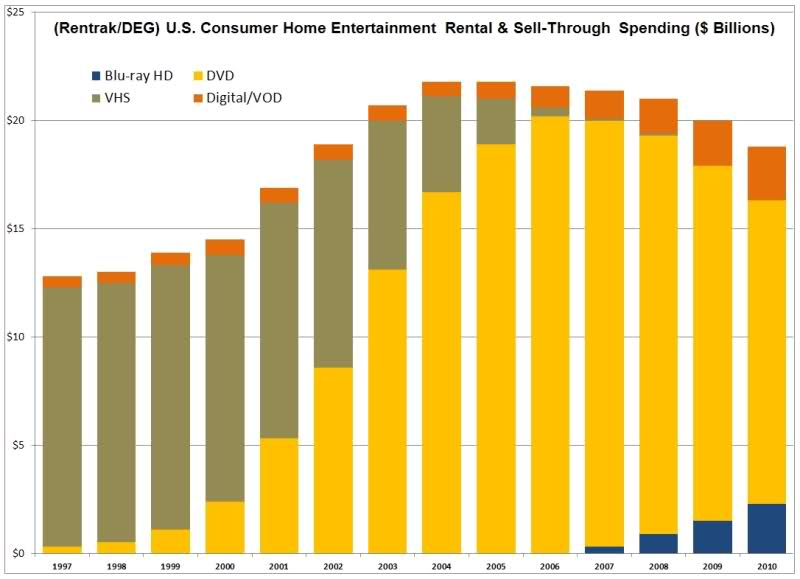 (Rentrak/DEG) U.S. Consumer Home Entertainment Rental & Sell-Through Spending ($ Billions)
Blu-ray HD DVD
VHS Digital/VOD
$25
$20
$15
$10
$5
$0
1997 1998 1999 2000 2001 2002 2003 2004 2005 2006 2007 2008 2009 2010